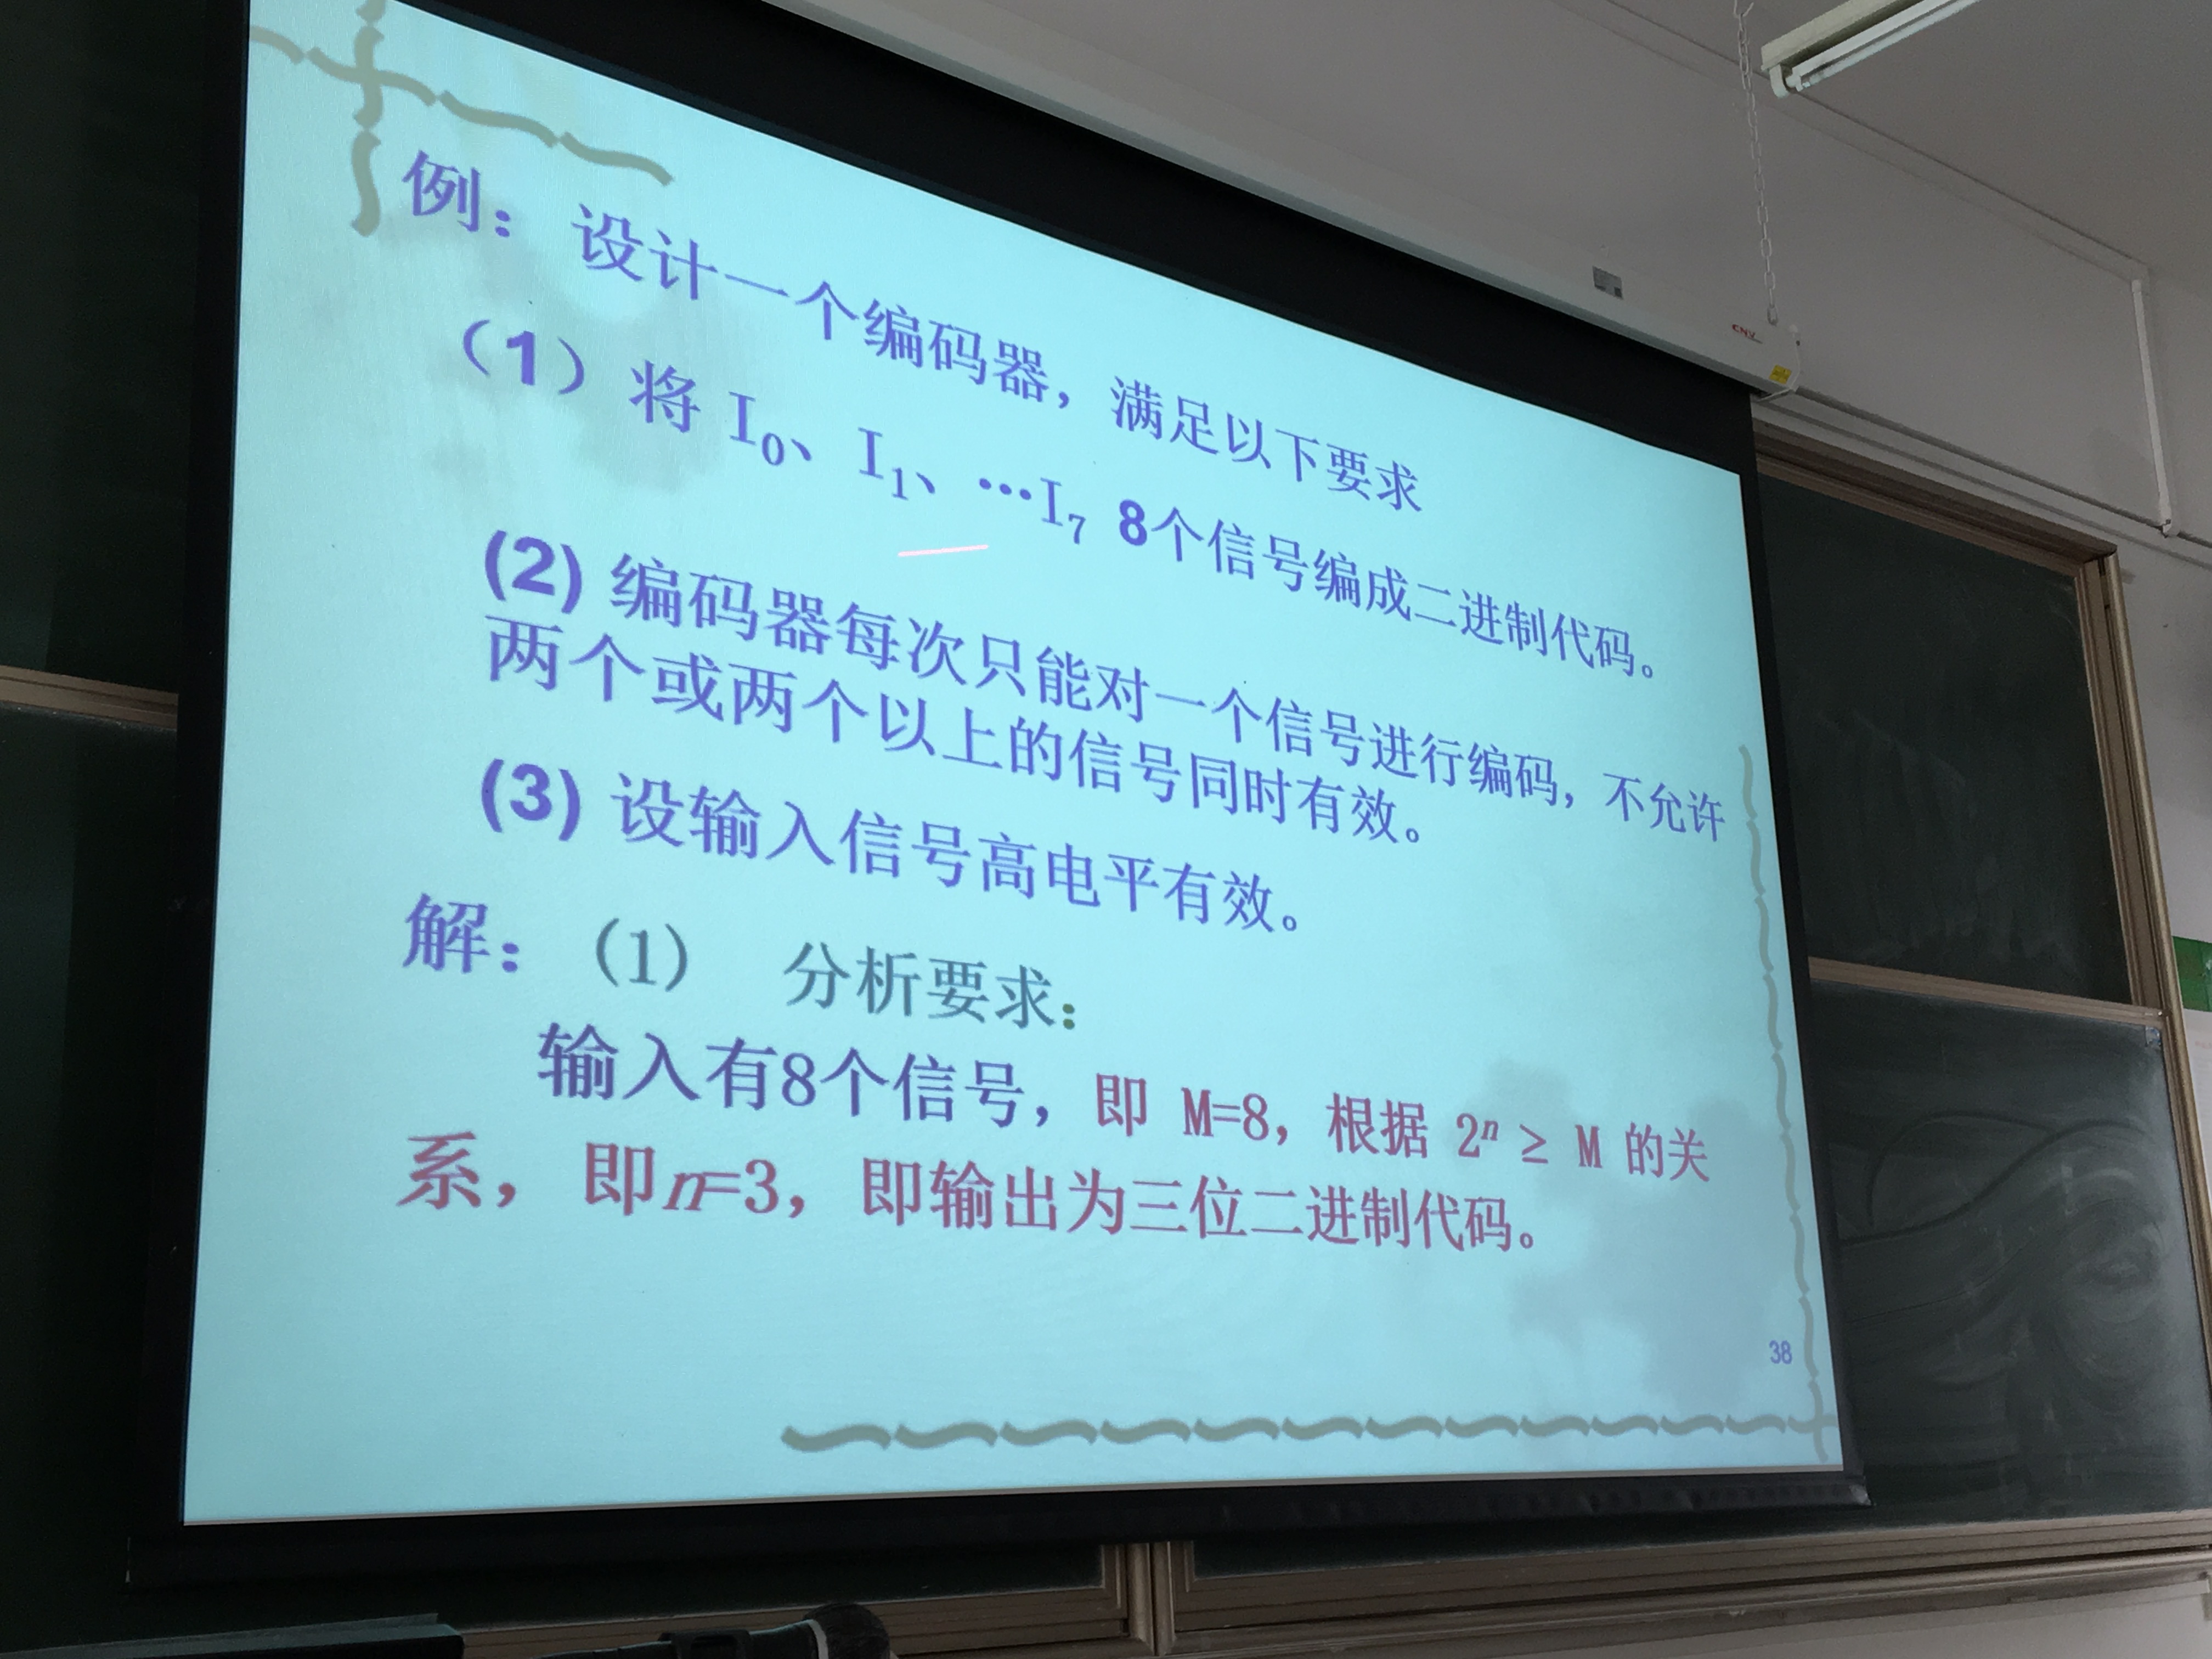 例：设计一个编码器，满足以下要求
（1）将 I₀、I₁、…I₇ 8个信号编成二进制代码。
(2) 编码器每次只能对一个信号进行编码，不允许
两个或两个以上的信号同时有效。
(3) 设输入信号高电平有效。
解：（1） 分析要求：
输入有8个信号，即 M=8，根据 2ⁿ ≥ M 的关
系，即n=3，即输出为三位二进制代码。
38